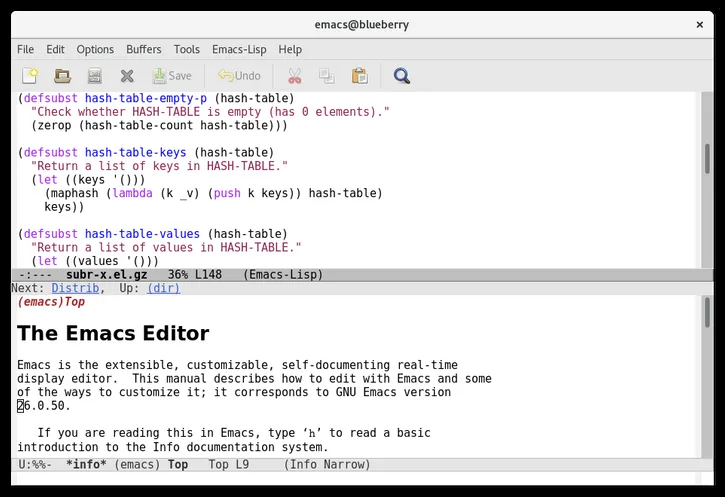 emacs@blueberry
File Edit Options Buffers Tools Emacs-Lisp Help
Save Undo
(defsubst hash-table-empty-p (hash-table)
  "Check whether HASH-TABLE is empty (has 0 elements)."
  (zerop (hash-table-count hash-table)))
(defsubst hash-table-keys (hash-table)
  "Return a list of keys in HASH-TABLE."
  (let ((keys '()))
    (maphash (lambda (k _v) (push k keys)) hash-table)
    keys))
(defsubst hash-table-values (hash-table)
  "Return a list of values in HASH-TABLE."
  (let ((values '()))
-:---  subr-x.el.gz   36% L148   (Emacs-Lisp)
Next: Distrib,  Up: (dir)
(emacs)Top
The Emacs Editor
Emacs is the extensible, customizable, self-documenting real-time
display editor.  This manual describes how to edit with Emacs and some
of the ways to customize it; it corresponds to GNU Emacs version
26.0.50.
   If you are reading this in Emacs, type ‘h’ to read a basic
introduction to the Info documentation system.
U:%%-  *info* (emacs) Top   Top L9     (Info Narrow)